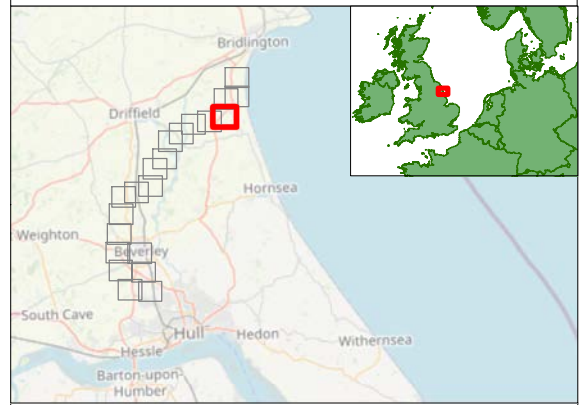 Bridlington
Driffield
Hornsea
Weighton
Beverley
South Cave
Hull
Hedon
Withernsea
Hessle
Barton-upon-
Humber